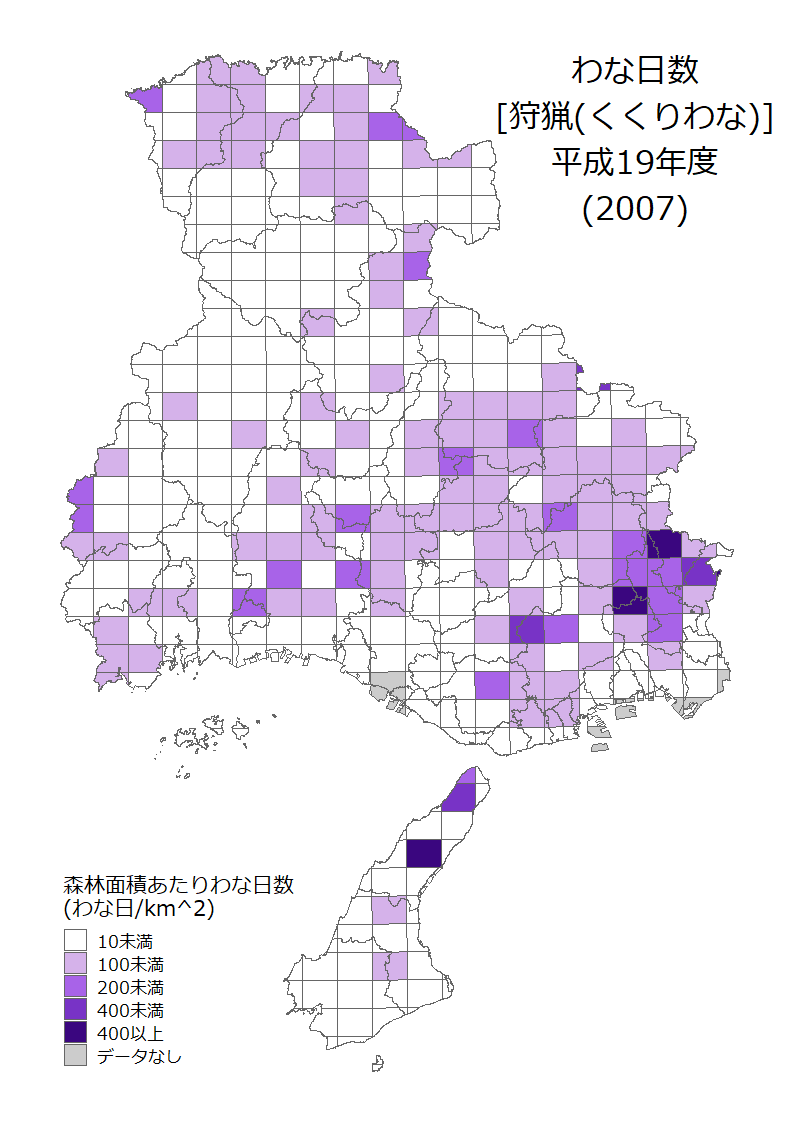 わな日数
[狩猟(くくりわな)]
平成19年度
(2007)
森林面積あたりわな日数
(わな日/km^2)
10未満
100未満
200未満
400未満
400以上
データなし